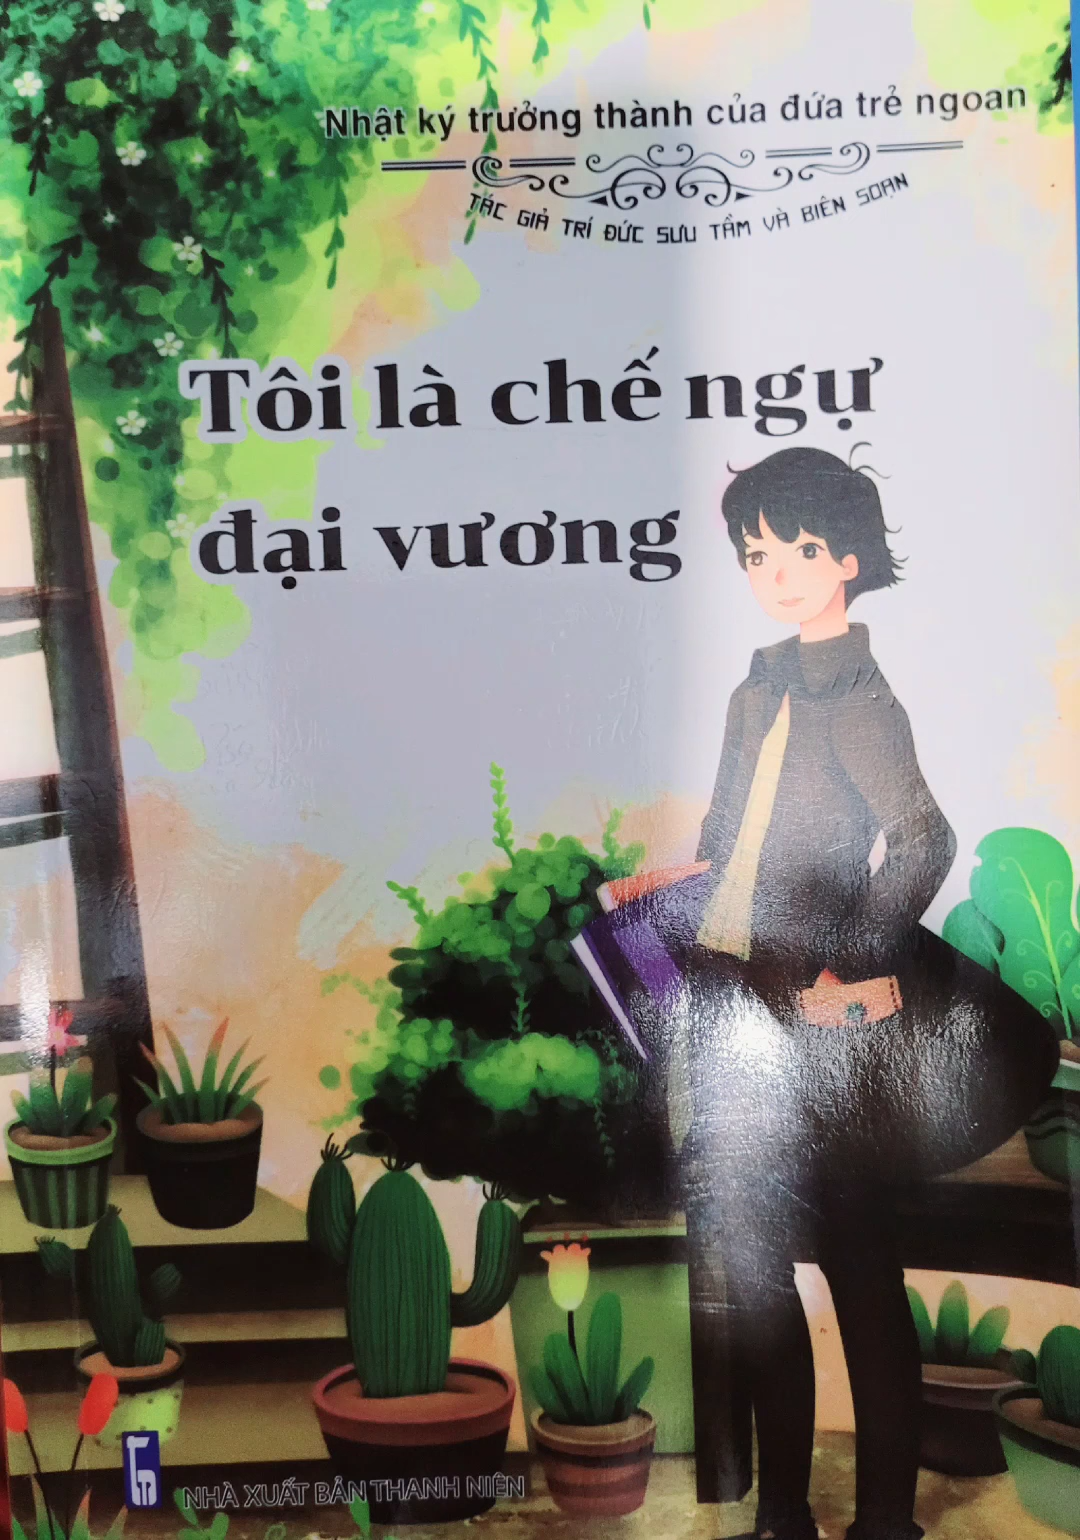 Nhật ký trưởng thành của đứa trẻ ngoan
TÁC GIẢ TRÍ ĐỨC SƯU TẦM VÀ BIÊN SOẠN
Tôi là chế ngự
đại vương
NHÀ XUẤT BẢN THANH NIÊN